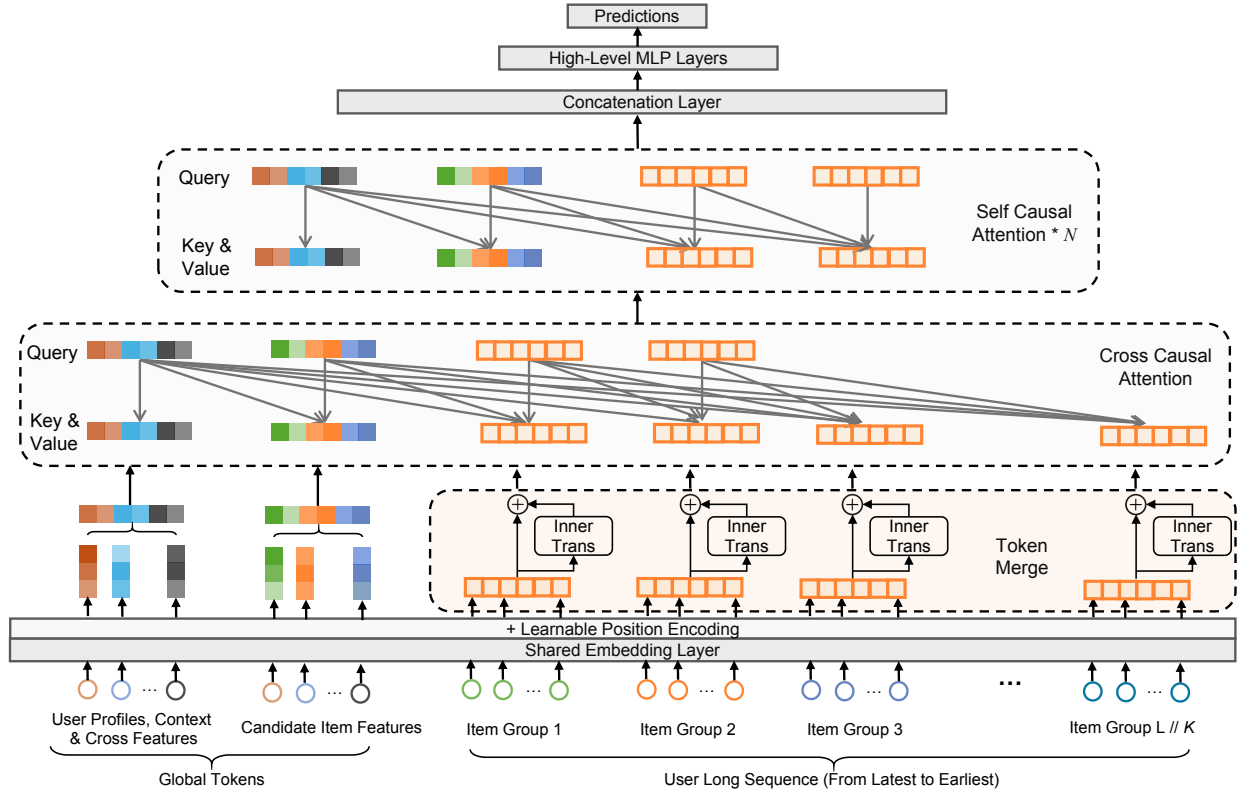 Predictions
High-Level MLP Layers
Concatenation Layer
Query
Key &
Value
Self Causal
Attention * N
Query
Key &
Value
Cross Causal
Attention
Inner
Trans
Inner
Trans
Inner
Trans
Inner
Trans
Token
Merge
+ Learnable Position Encoding
Shared Embedding Layer
... ... ... ... ... ... ...
User Profiles, Context
& Cross Features
Candidate Item Features
Item Group 1
Item Group 2
Item Group 3
Item Group L // K
Global Tokens
User Long Sequence (From Latest to Earliest)